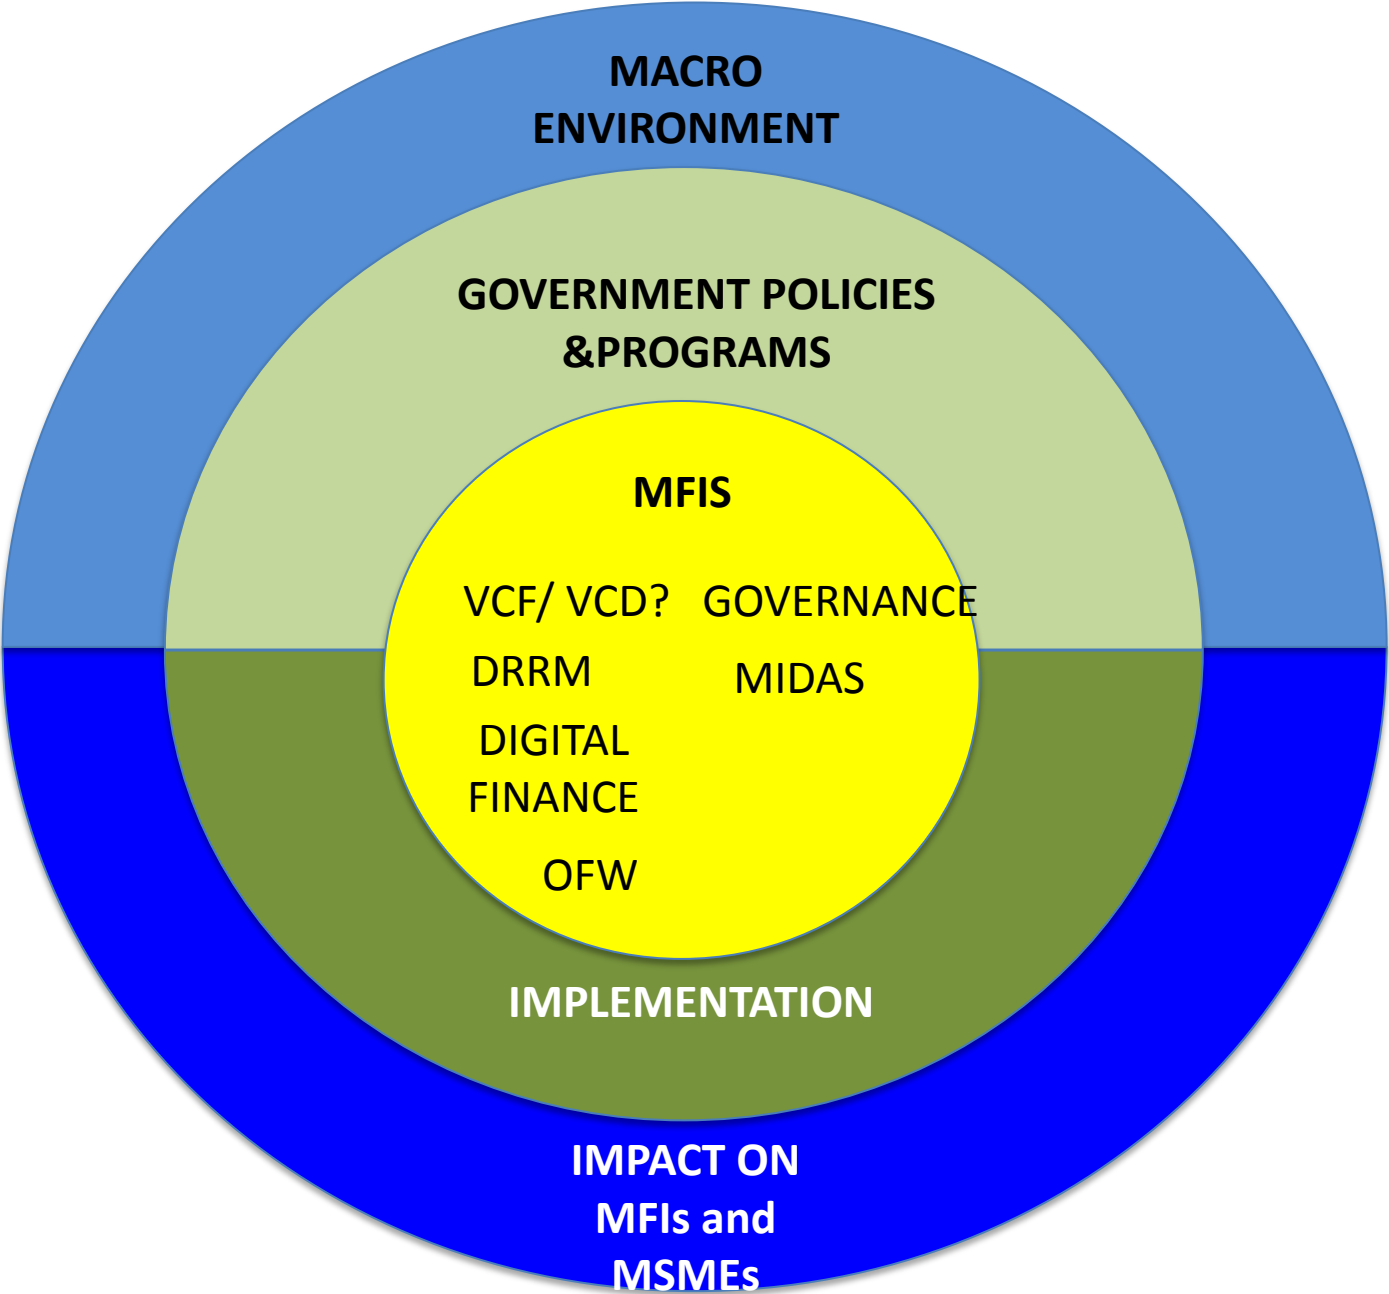 MACRO
ENVIRONMENT
GOVERNMENT POLICIES
&PROGRAMS
MFIS
VCF/ VCD? GOVERNANCE
DRRM MIDAS
DIGITAL
FINANCE
OFW
IMPLEMENTATION
IMPACT ON
MFIs and
MSMEs